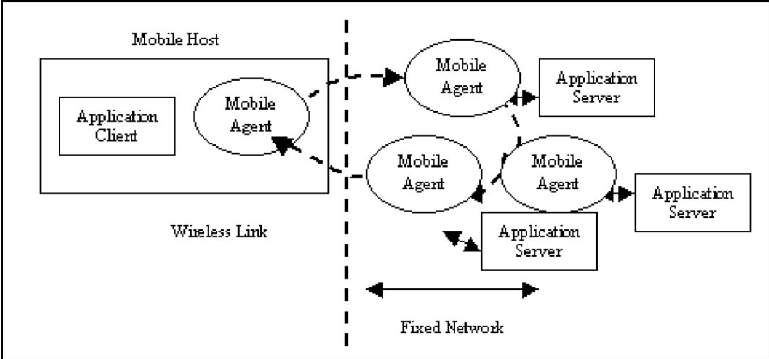 Mobile Host
Application
Client
Mobile
Agent
Mobile
Agent
Application
Server
Mobile
Agent
Mobile
Agent
Application
Server
Application
Server
Wireless Link
Fixed Network